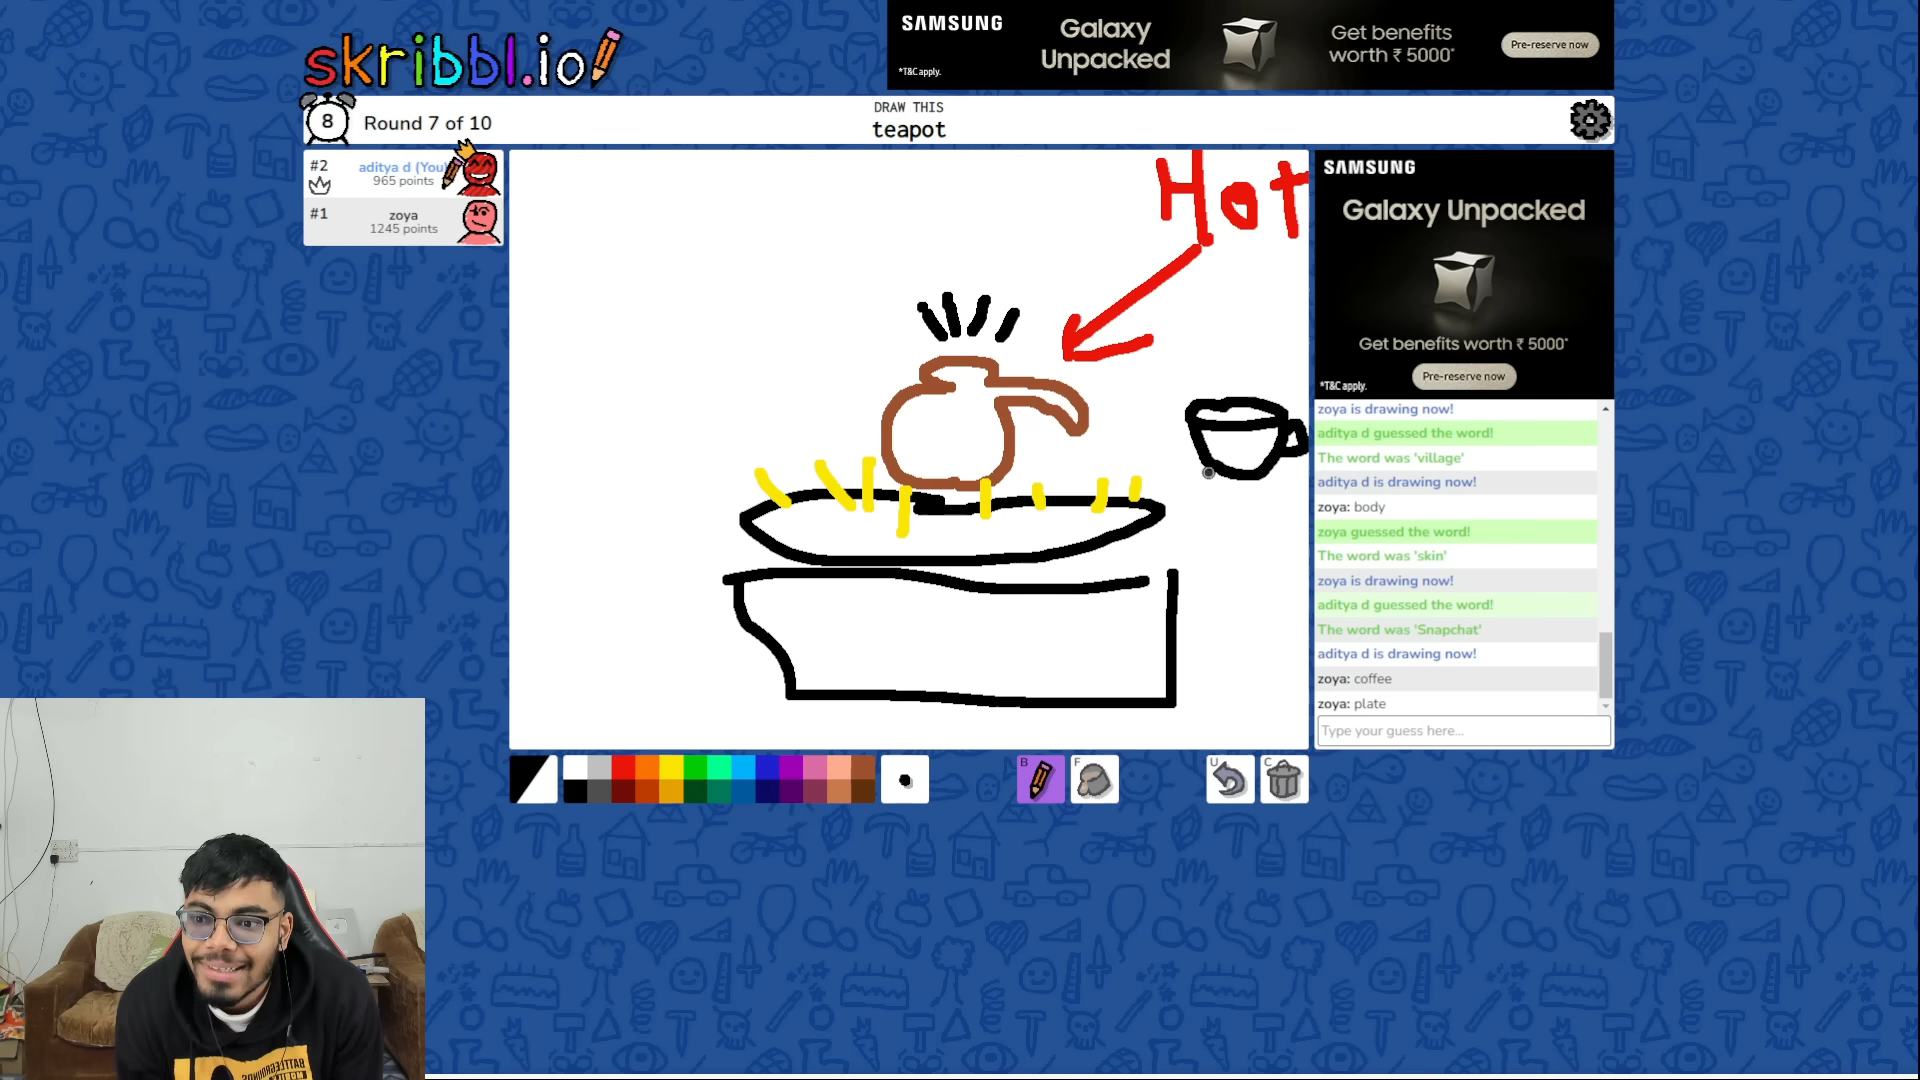 SAMSUNG
*T&C apply.
Galaxy
Unpacked
Get benefits
worth ₹ 5000*
Pre-reserve now
skribbl.io
8
Round 7 of 10
DRAW THIS
teapot
#2
aditya d (You)
965 points
#1
zoya
1245 points
Hot
SAMSUNG
Galaxy Unpacked
Get benefits worth ₹ 5000*
*T&C apply.
Pre-reserve now
zoya is drawing now!
aditya d guessed the word!
The word was 'village'
aditya d is drawing now!
zoya: body
zoya guessed the word!
The word was 'skin'
zoya is drawing now!
aditya d guessed the word!
The word was 'Snapchat'
aditya d is drawing now!
zoya: coffee
zoya: plate
Type your guess here...
B
F
U
C